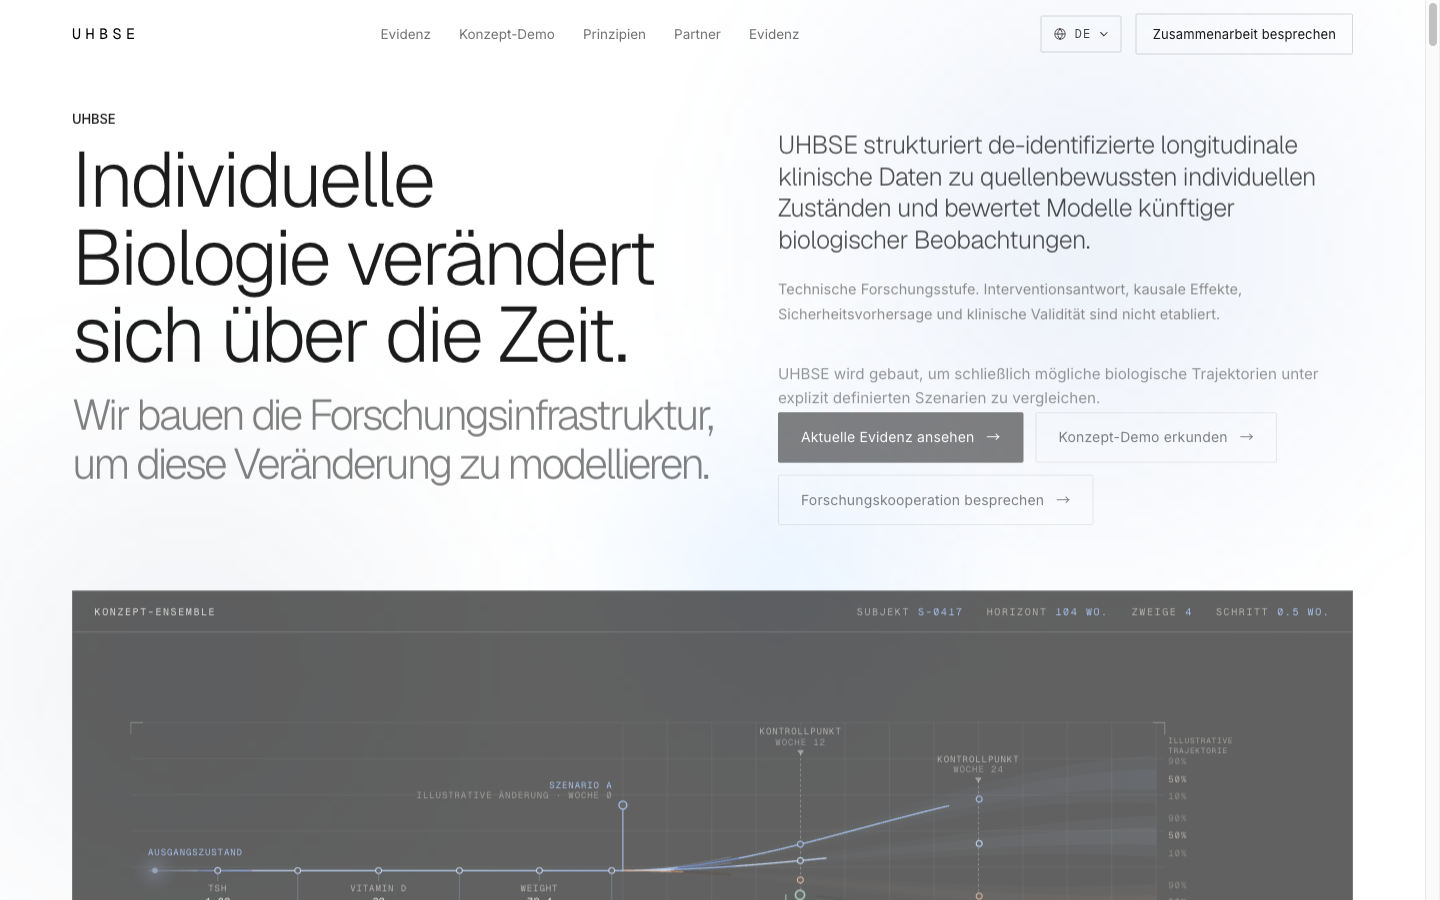 UHBSE
Evidenz
Konzept-Demo
Prinzipien
Partner
Evidenz
DE
Zusammenarbeit besprechen
UHBSE
Individuelle
Biologie verändert
sich über die Zeit.
Wir bauen die Forschungsinfrastruktur,
um diese Veränderung zu modellieren.
UHBSE strukturiert de-identifizierte longitudinale
klinische Daten zu quellenbewussten individuellen
Zuständen und bewertet Modelle künftiger
biologischer Beobachtungen.
Technische Forschungsstufe. Interventionsantwort, kausale Effekte,
Sicherheitsvorhersage und klinische Validität sind nicht etabliert.
UHBSE wird gebaut, um schließlich mögliche biologische Trajektorien unter
explizit definierten Szenarien zu vergleichen.
Aktuelle Evidenz ansehen →
Konzept-Demo erkunden →
Forschungskooperation besprechen →
KONZEPT-ENSEMBLE
SUBJEKT S-0417
HORIZONT 104 WO.
ZWEIGE 4
SCHRITT 0.5 WO.
KONTROLLPUNKT
WOCHE 12
KONTROLLPUNKT
WOCHE 24
ILLUSTRATIVE
TRAJEKTORIE
90%
50%
10%
90%
50%
10%
90%
SZENARIO A
ILLUSTRATIVE ÄNDERUNG · WOCHE 0
AUSGANGSZUSTAND
TSH
VITAMIN D
WEIGHT